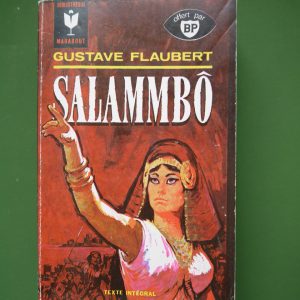 BIBLIOTHÈQUE
MARABOUT
offert par
BP
GUSTAVE FLAUBERT
SALAMMBÔ
TEXTE INTÉGRAL